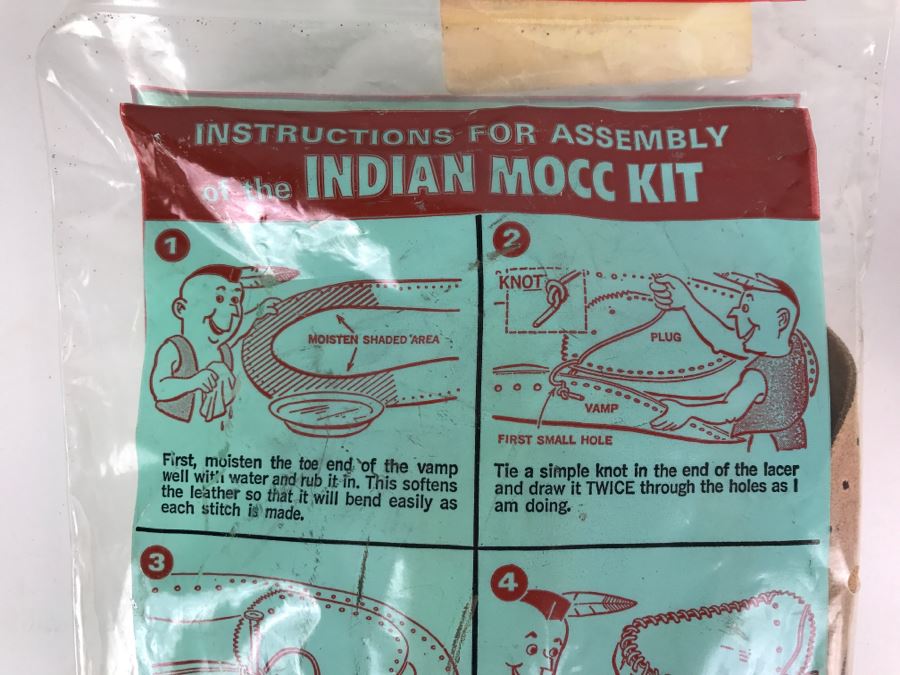 INSTRUCTIONS FOR ASSEMBLY
of the INDIAN MOCC KIT
1
MOISTEN SHADED AREA
First, moisten the toe end of the vamp
well with water and rub it in. This softens
the leather so that it will bend easily as
each stitch is made.
2
KNOT
PLUG
VAMP
FIRST SMALL HOLE
Tie a simple knot in the end of the lacer
and draw it TWICE through the holes as I
am doing.
3
4